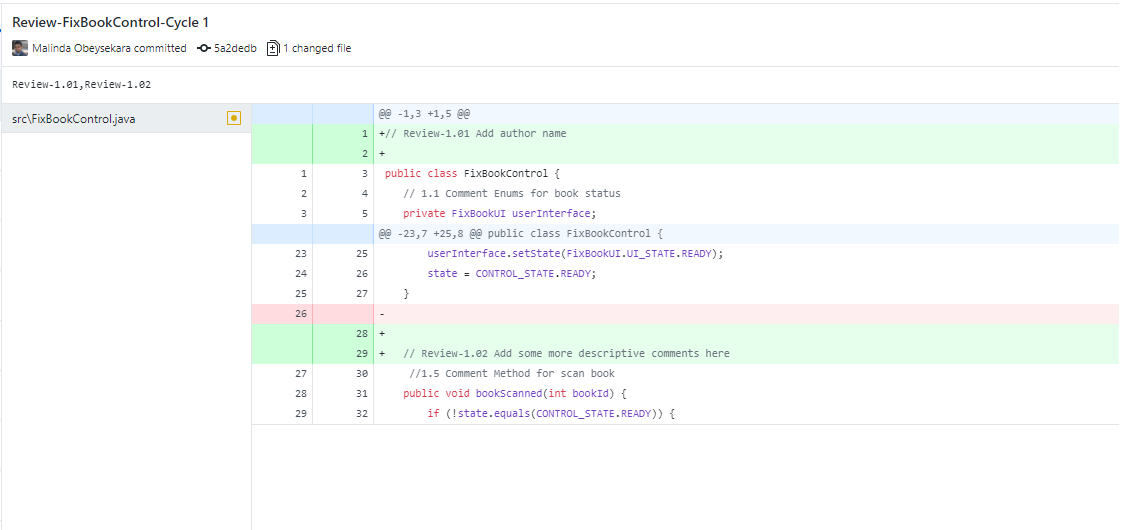 Review-FixBookControl-Cycle 1
Malinda Obeysekara committed 5a2dedb 1 changed file
Review-1.01,Review-1.02
src\FixBookControl.java
@@ -1,3 +1,5 @@
1 +// Review-1.01 Add author name
2 +
1 3 public class FixBookControl {
2 4 // 1.1 Comment Enums for book status
3 5 private FixBookUI userInterface;
@@ -23,7 +25,8 @@ public class FixBookControl {
23 25 userInterface.setState(FixBookUI.UI_STATE.READY);
24 26 state = CONTROL_STATE.READY;
25 27 }
26 -
28 +
29 + // Review-1.02 Add some more descriptive comments here
27 30 //1.5 Comment Method for scan book
28 31 public void bookScanned(int bookId) {
29 32 if (!state.equals(CONTROL_STATE.READY)) {